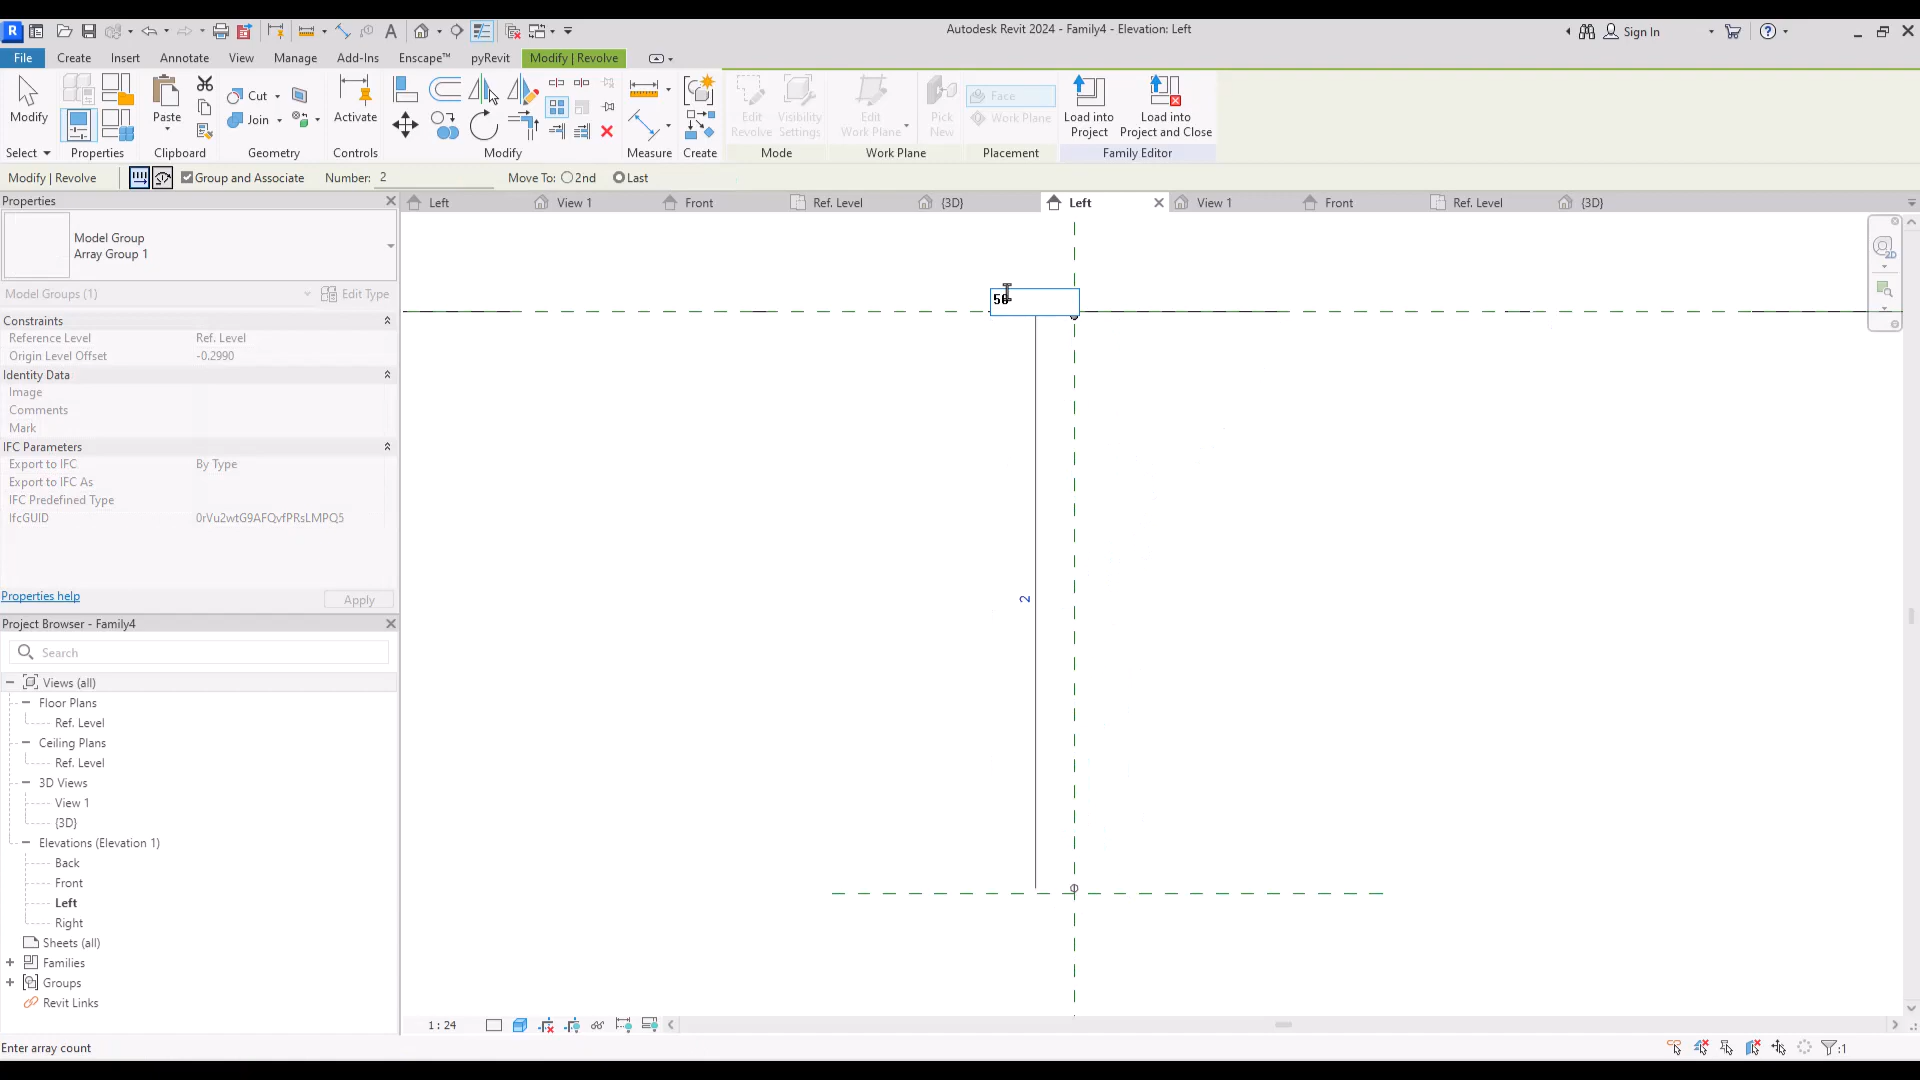 Autodesk Revit 2024 - Family4 - Elevation: Left
Sign In
File Create Insert Annotate View Manage Add-Ins Enscape™ pyRevit Modify | Revolve
Modify
Paste
Cut
Join
Activate
Edit Revolve
Visibility Settings
Edit Work Plane
Pick New
Face
Work Plane
Load into Project
Load into Project and Close
Select Properties Clipboard Geometry Controls Modify Measure Create Mode Work Plane Placement Family Editor
Modify | Revolve Group and Associate Number: 2 Move To: 2nd Last
Properties
Left View 1 Front Ref. Level {3D} Left View 1 Front Ref. Level {3D}
Model Group
Array Group 1
Model Groups (1) Edit Type
Constraints
Reference Level Ref. Level
Origin Level Offset -0.2990
Identity Data
Image
Comments
Mark
IFC Parameters
Export to IFC By Type
Export to IFC As
IFC Predefined Type
IfcGUID 0rVu2wtG9AFQvfPRsLMPQ5
Properties help Apply
Project Browser - Family4
Search
Views (all)
Floor Plans
Ref. Level
Ceiling Plans
Ref. Level
3D Views
View 1
{3D}
Elevations (Elevation 1)
Back
Front
Left
Right
Sheets (all)
Families
Groups
Revit Links
2D
2
1 : 24
Enter array count
:1